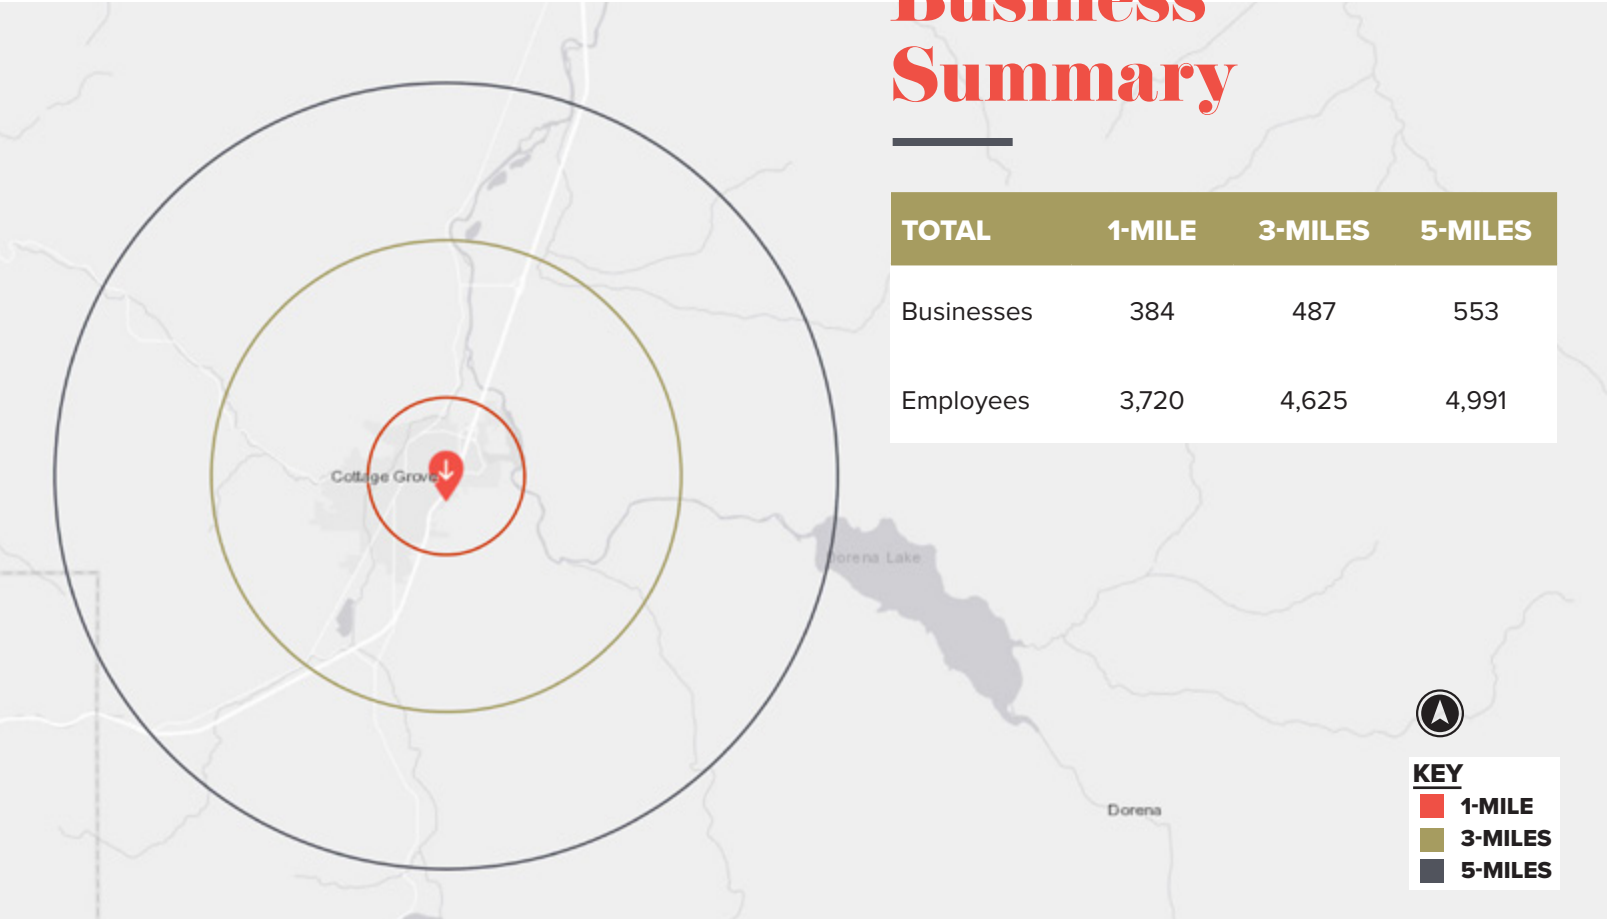 Business
Summary
TOTAL 1-MILE 3-MILES 5-MILES
Businesses 384 487 553
Employees 3,720 4,625 4,991
Cottage Grove
Dorena Lake
Dorena
KEY
1-MILE
3-MILES
5-MILES